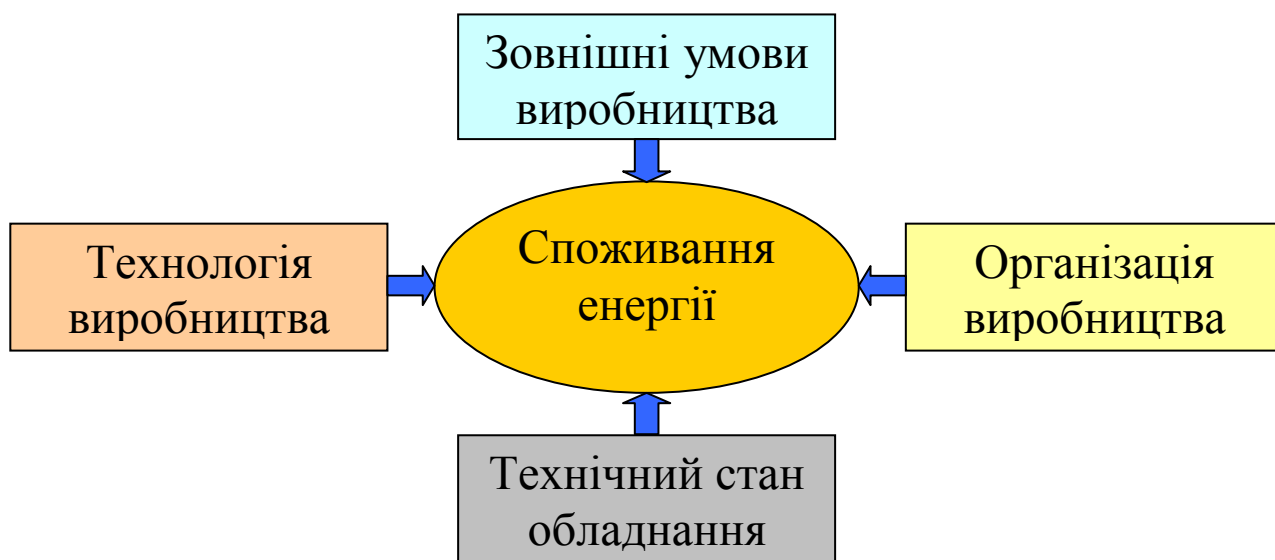 Зовнішні умови
виробництва
Технологія
виробництва
Споживання
енергії
Організація
виробництва
Технічний стан
обладнання